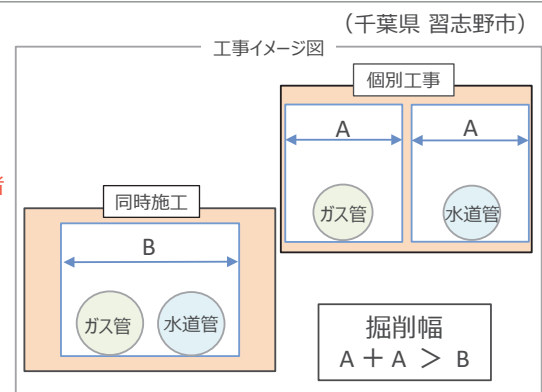 （千葉県 習志野市）
工事イメージ図
個別工事
A
A
ガス管
水道管
同時施工
B
ガス管
水道管
掘削幅
A ＋ A ＞ B